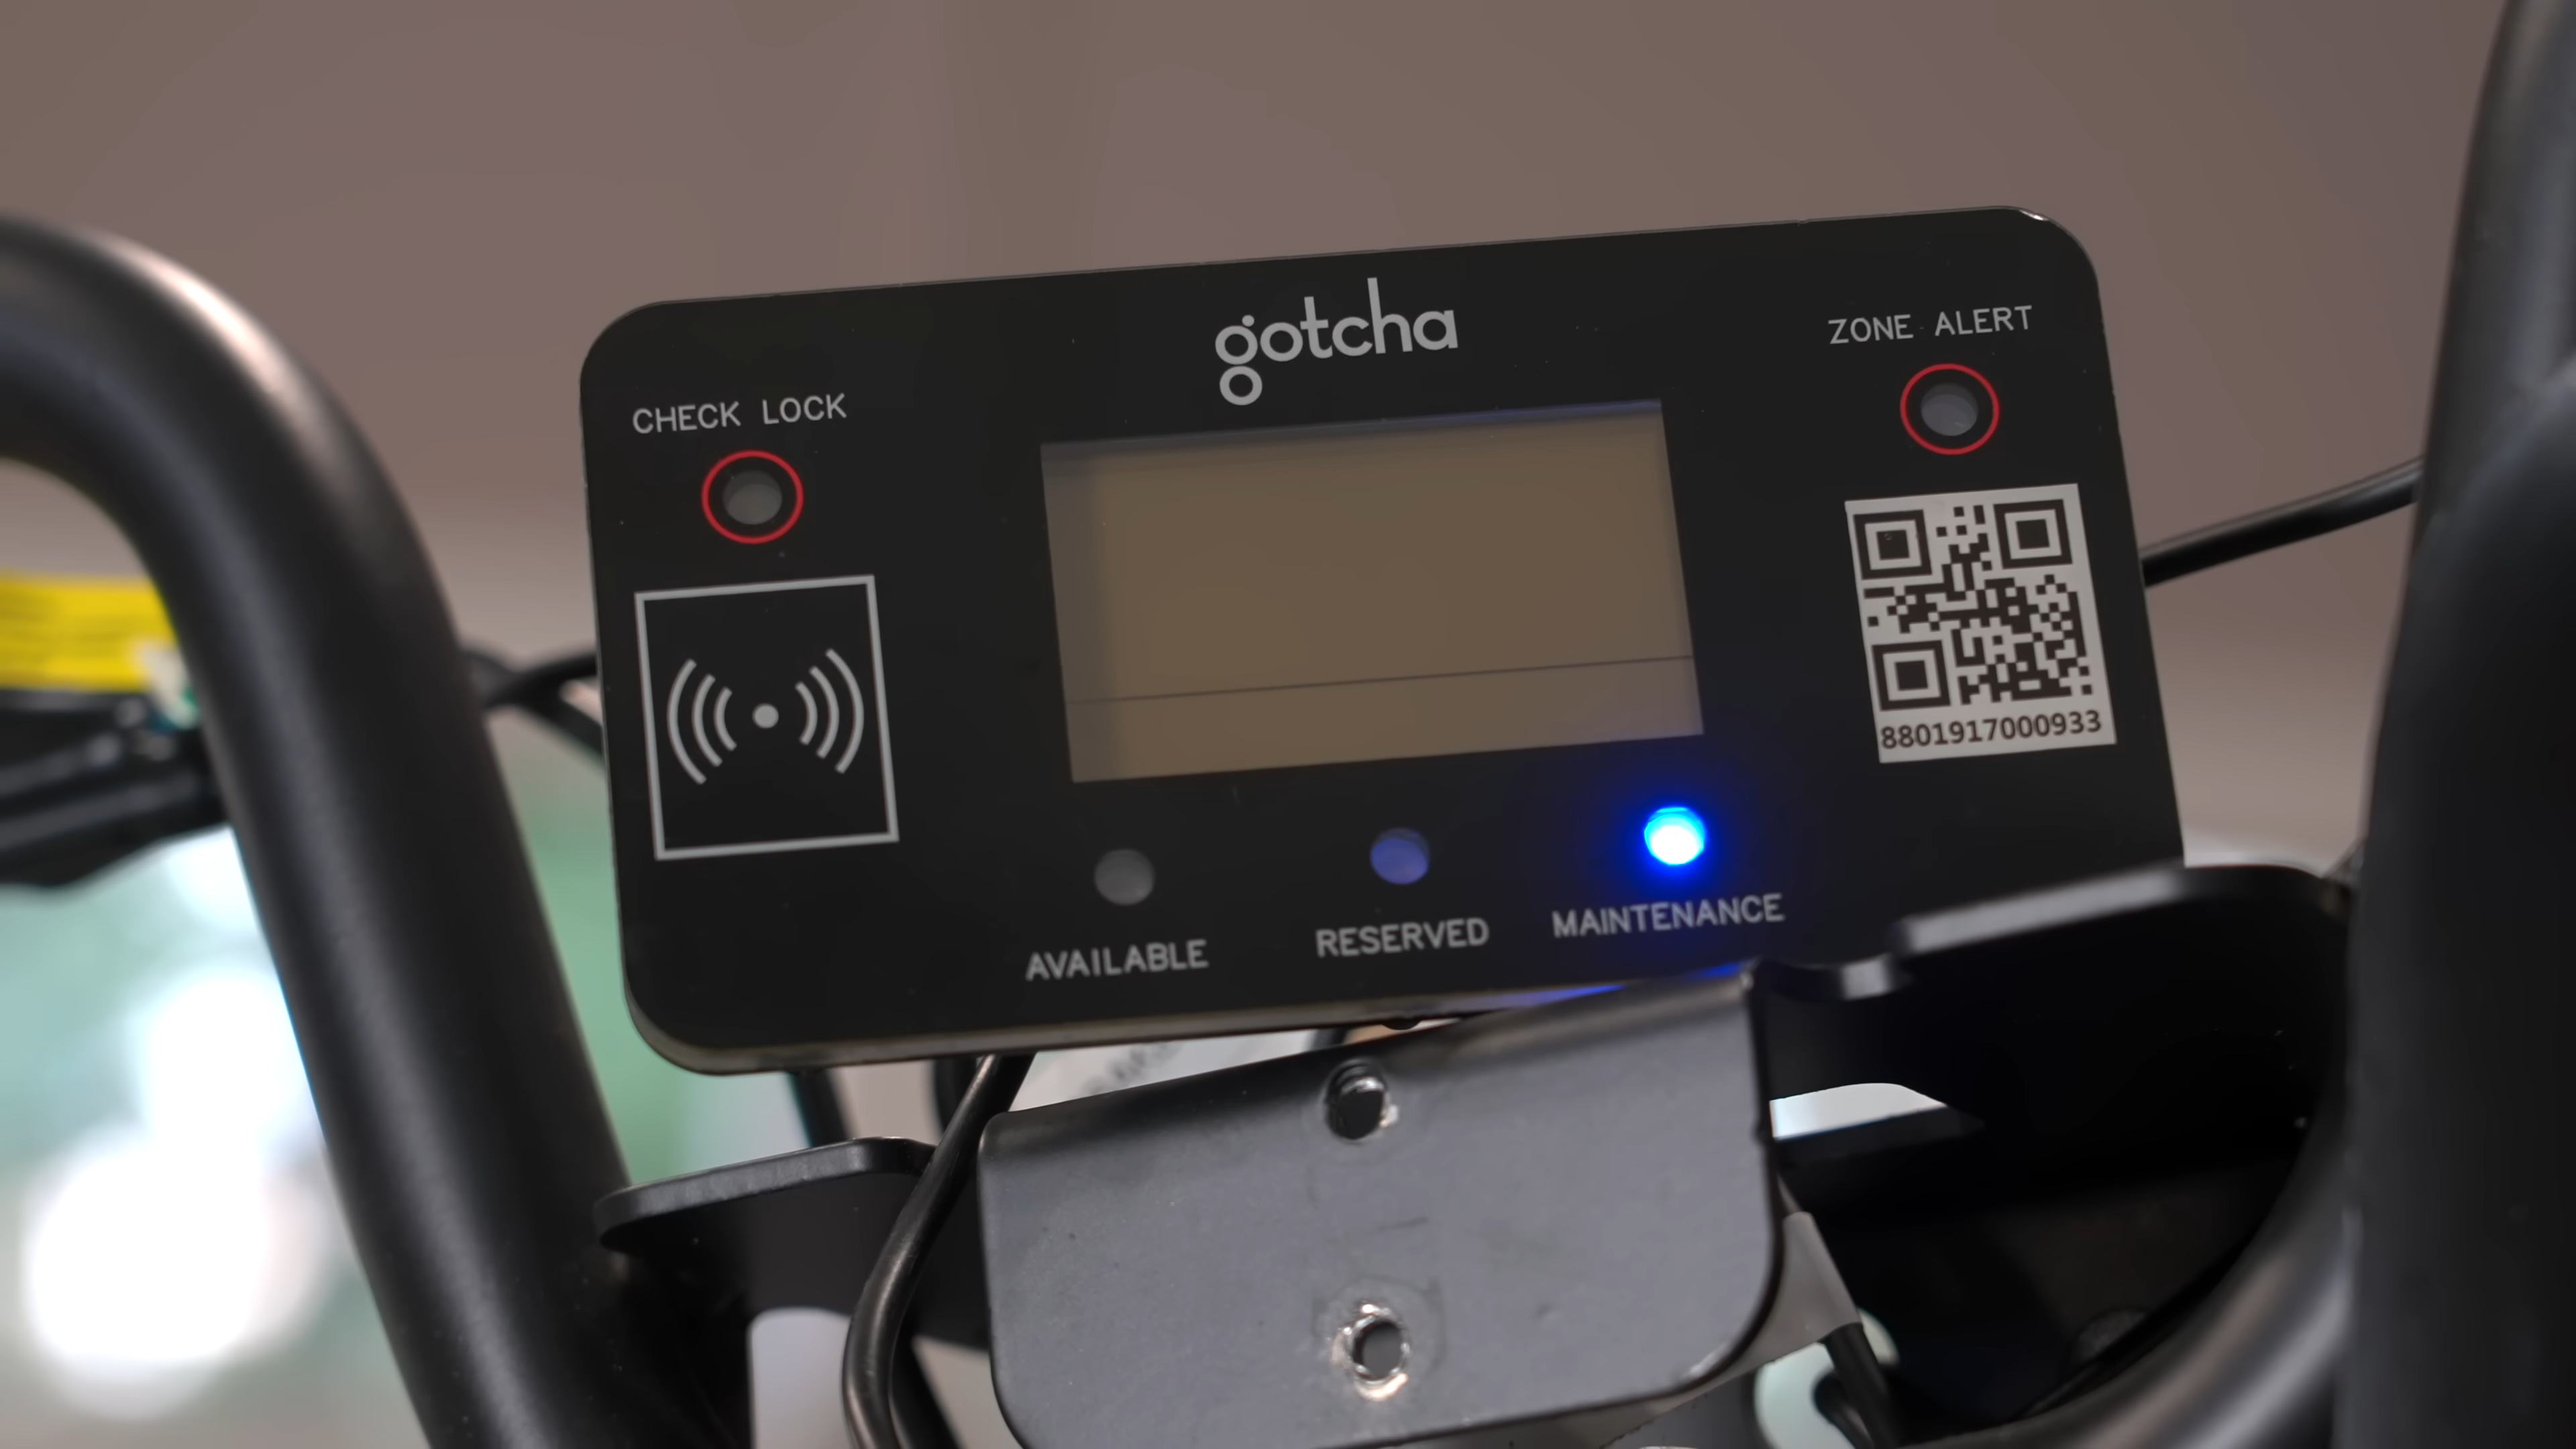 gotcha
ZONE ALERT
CHECK LOCK
8801917000933
AVAILABLE
RESERVED
MAINTENANCE